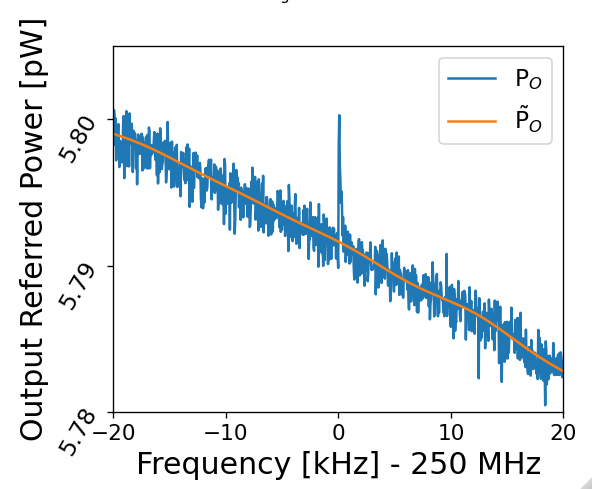 Output Referred Power [pW]
5.80
5.79
5.78
P_O
P̃_O
−20
−10
0
10
20
Frequency [kHz] - 250 MHz